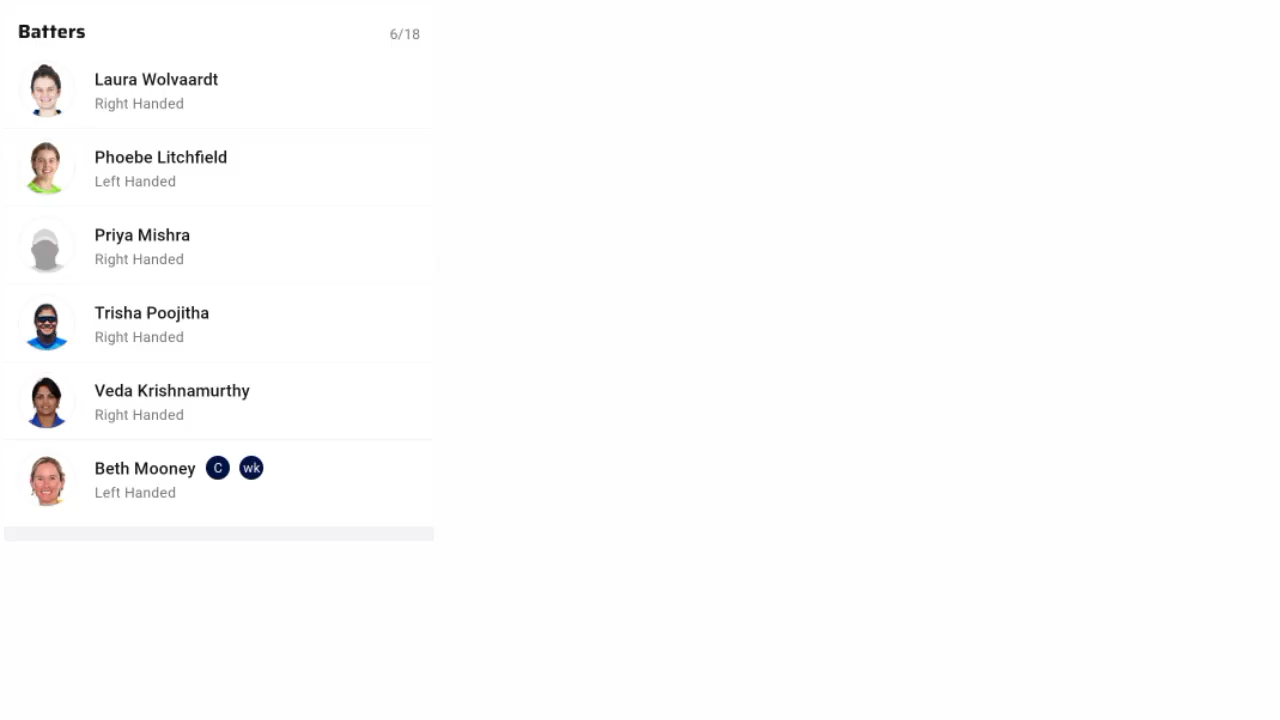 Batters 6/18
Laura Wolvaardt
Right Handed
Phoebe Litchfield
Left Handed
Priya Mishra
Right Handed
Trisha Poojitha
Right Handed
Veda Krishnamurthy
Right Handed
Beth Mooney C wk
Left Handed